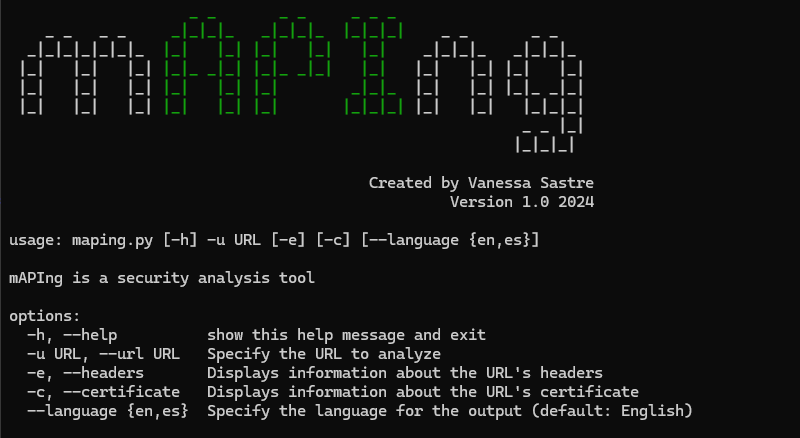 mAPIng
Created by Vanessa Sastre
Version 1.0 2024
usage: maping.py [-h] -u URL [-e] [-c] [--language {en,es}]
mAPIng is a security analysis tool
options:
-h, --help show this help message and exit
-u URL, --url URL Specify the URL to analyze
-e, --headers Displays information about the URL's headers
-c, --certificate Displays information about the URL's certificate
--language {en,es} Specify the language for the output (default: English)